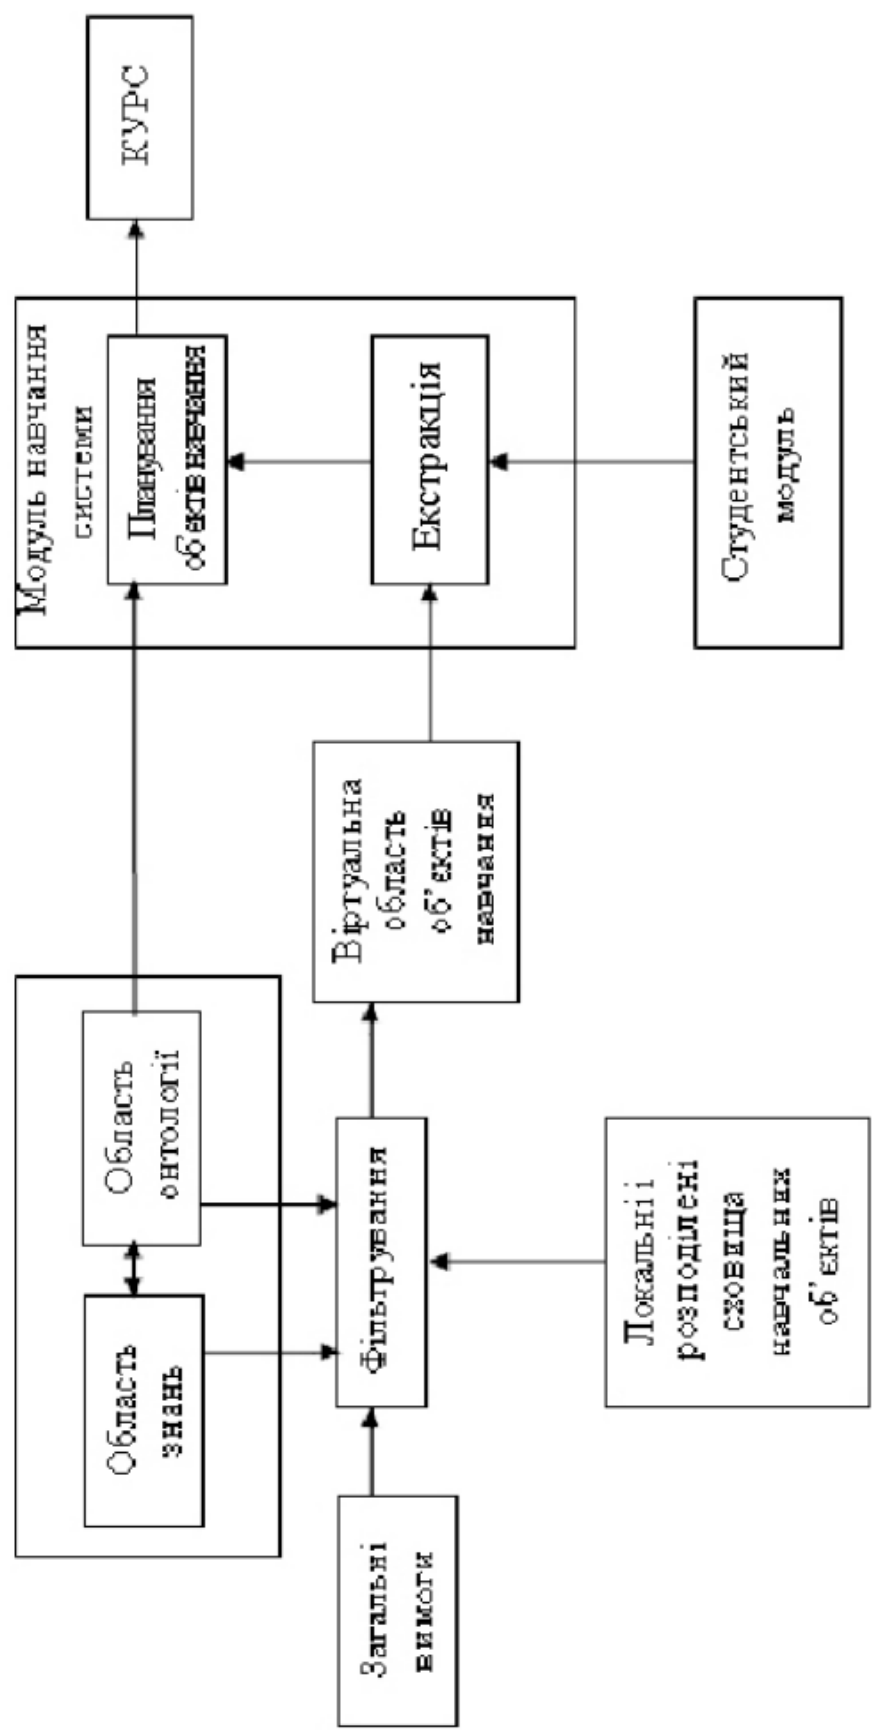 Область
знань
Область
онтології
Модуль навчання
системи
Планування
об'єктів навчання
КУРС
Загальні
вимоги
Фільтрування
Віртуальна
область
об'єктів
навчання
Екстракція
Локальні і
розподілені
сховища
навчальних
об'єктів
Студентський
модуль